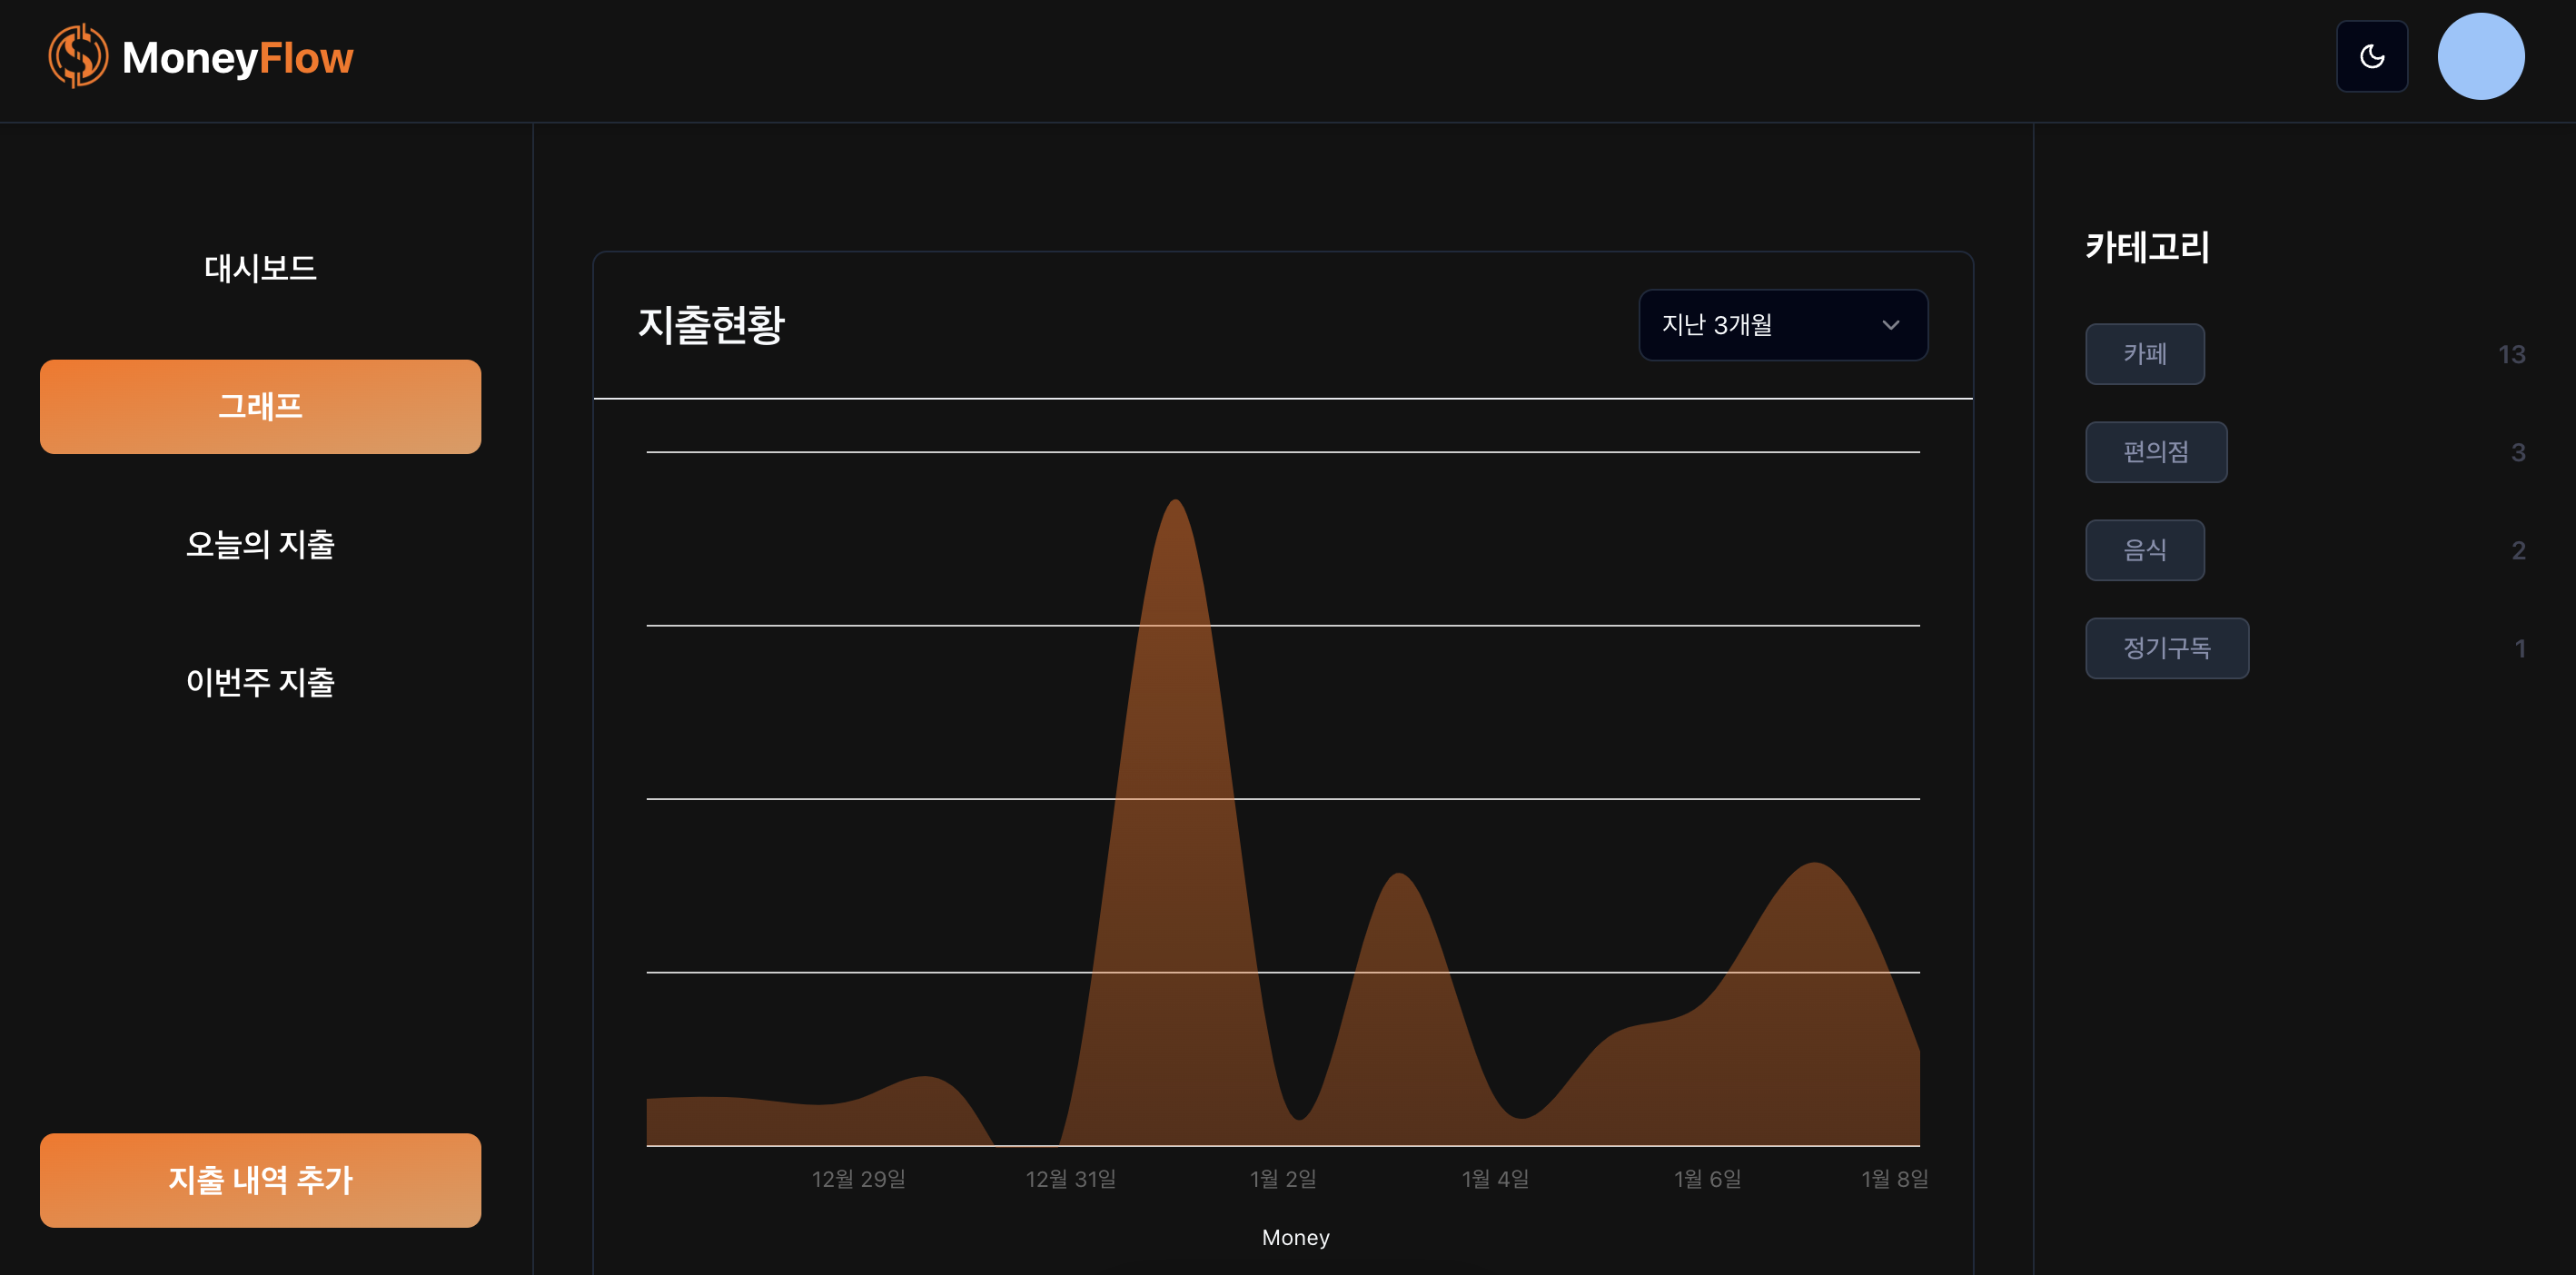 MoneyFlow
대시보드
그래프
오늘의 지출
이번주 지출
지출 내역 추가
지출현황
지난 3개월
12월 29일
12월 31일
1월 2일
1월 4일
1월 6일
1월 8일
Money
카테고리
카페 13
편의점 3
음식 2
정기구독 1